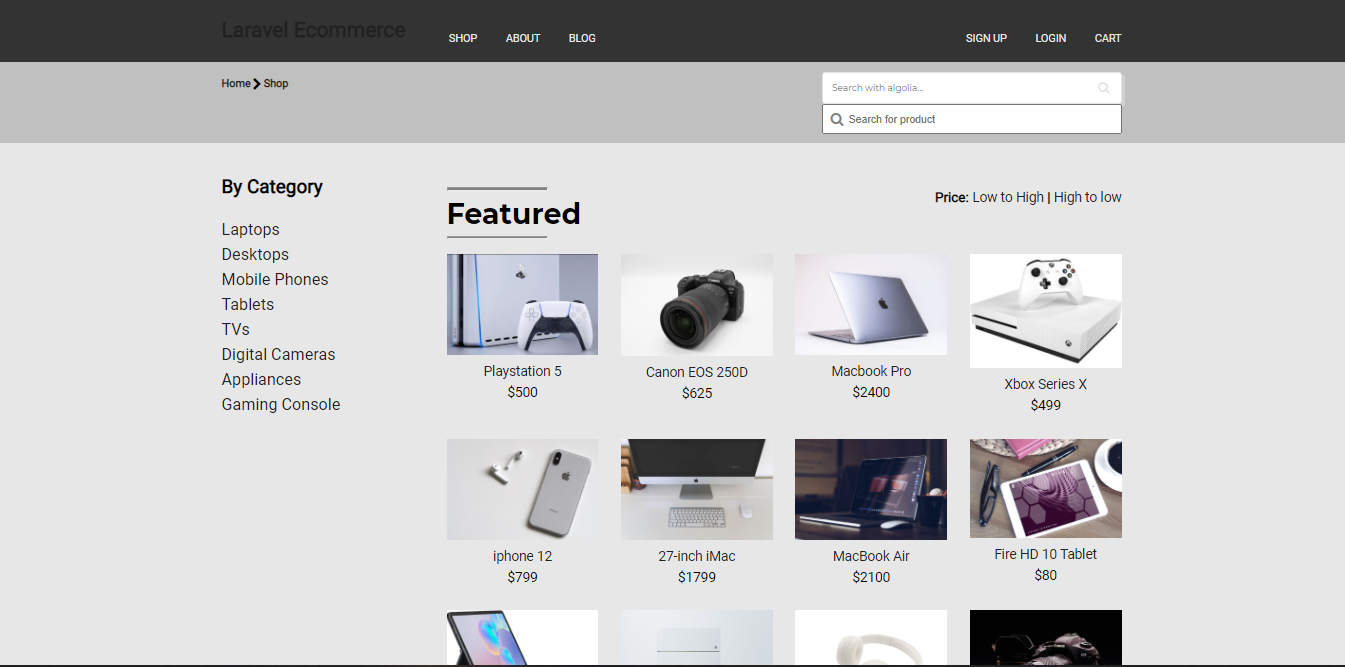 Laravel Ecommerce
SHOP ABOUT BLOG SIGN UP LOGIN CART
Home Shop
Search with algolia...
Search for product
By Category
Laptops
Desktops
Mobile Phones
Tablets
TVs
Digital Cameras
Appliances
Gaming Console
Featured
Price: Low to High | High to low
Playstation 5
$500
Canon EOS 250D
$625
Macbook Pro
$2400
Xbox Series X
$499
iphone 12
$799
27-inch iMac
$1799
MacBook Air
$2100
Fire HD 10 Tablet
$80